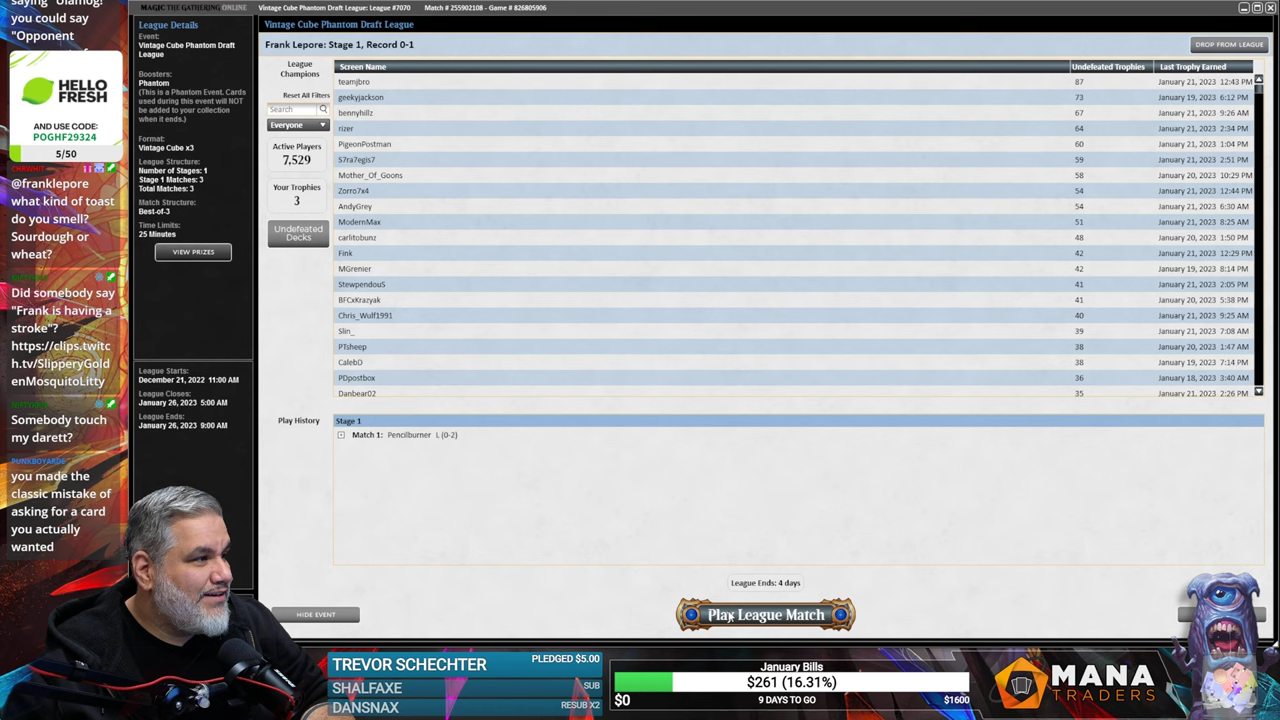 saying "Ulamog!
you could say
"Opponent
HELLO
FRESH
AND USE CODE:
POGHF29324
5/50
CHRWHIT
@franklepore
what kind of toast
do you smell?
Sourdough or
wheat?
Did somebody say
"Frank is having a
stroke"?
https://clips.twitc
h.tv/SlipperyGold
enMosquitoLitty
Somebody touch
my darett?
PUNKBOYARDE
you made the
classic mistake of
asking for a card
you actually
wanted
MAGIC THE GATHERING ONLINE
Vintage Cube Phantom Draft League: League #7070
Match # 255902108 - Game # 826805906
League Details
Event:
Vintage Cube Phantom Draft
League
Boosters:
Phantom
(This is a Phantom Event. Cards
used during this event will NOT
be added to your collection
when it ends.)
Format:
Vintage Cube x3
League Structure:
Number of Stages: 1
Stage 1 Matches: 3
Total Matches: 3
Match Structure:
Best-of-3
Time Limits:
25 Minutes
VIEW PRIZES
League Starts:
December 21, 2022 11:00 AM
League Closes:
January 26, 2023 5:00 AM
League Ends:
January 26, 2023 9:00 AM
Vintage Cube Phantom Draft League
Frank Lepore: Stage 1, Record 0-1
DROP FROM LEAGUE
League
Champions
Reset All Filters
Search
Everyone
Active Players
7,529
Your Trophies
3
Undefeated
Decks
Screen Name Undefeated Trophies Last Trophy Earned
teamjbro 87 January 21, 2023 12:43 PM
geekyjackson 73 January 19, 2023 6:12 PM
bennyhillz 67 January 21, 2023 9:26 AM
rizer 64 January 21, 2023 2:34 PM
PigeonPostman 60 January 21, 2023 1:04 PM
S7ra7egis7 59 January 21, 2023 2:51 PM
Mother_Of_Goons 58 January 20, 2023 10:29 PM
Zorro7x4 54 January 21, 2023 12:44 PM
AndyGrey 54 January 21, 2023 6:30 AM
ModernMax 51 January 21, 2023 8:25 AM
carlitobunz 48 January 20, 2023 1:50 PM
Fink 42 January 21, 2023 12:29 PM
MGrenier 42 January 19, 2023 8:14 PM
StewpendouS 41 January 21, 2023 2:05 PM
BFCxKrazyak 41 January 20, 2023 5:38 PM
Chris_Wulf1991 40 January 21, 2023 9:25 AM
Slin_ 39 January 21, 2023 7:08 AM
PTsheep 38 January 20, 2023 1:47 AM
CalebD 38 January 19, 2023 7:14 PM
PDpostbox 36 January 18, 2023 3:40 AM
Danbear02 35 January 21, 2023 2:26 PM
Play History
Stage 1
Match 1: Pencilburner L (0-2)
League Ends: 4 days
HIDE EVENT
Play League Match
TREVOR SCHECHTER PLEDGED $5.00
SHALFAXE SUB
DANSNAX RESUB X2
January Bills
$261 (16.31%)
$0 9 DAYS TO GO $1600
MANA
TRADERS